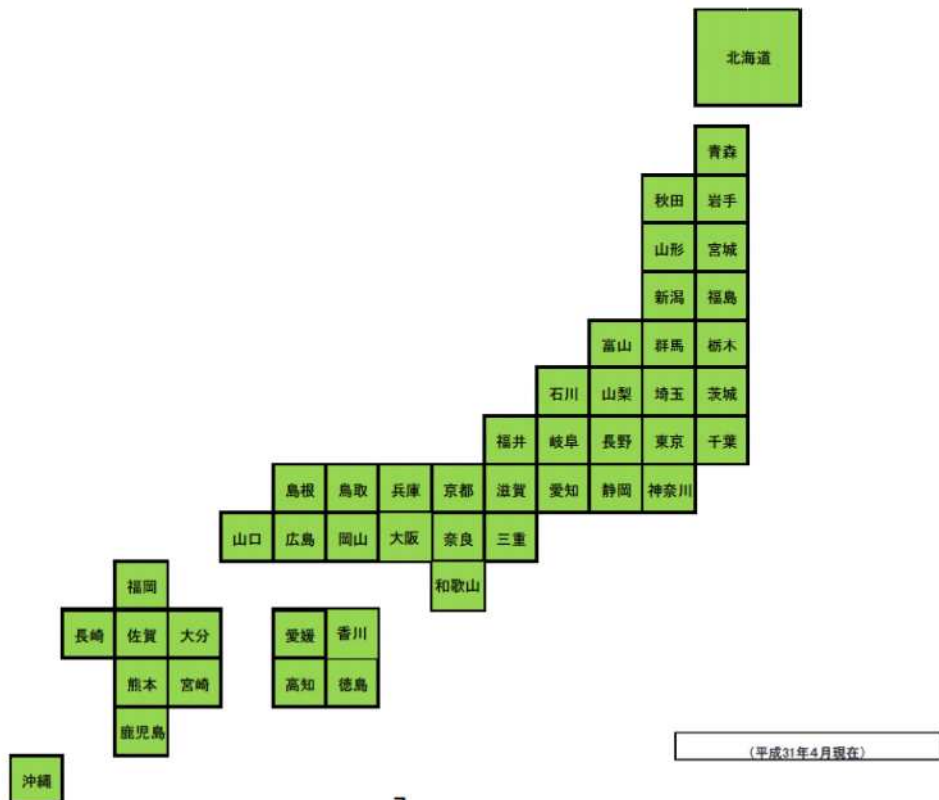 北海道
青森
秋田 岩手
山形 宮城
新潟 福島
富山 群馬 栃木
石川 山梨 埼玉 茨城
福井 岐阜 長野 東京 千葉
島根 鳥取 兵庫 京都 滋賀 愛知 静岡 神奈川
山口 広島 岡山 大阪 奈良 三重
福岡 和歌山
長崎 佐賀 大分 愛媛 香川
熊本 宮崎 高知 徳島
鹿児島
(平成31年4月現在)
沖縄